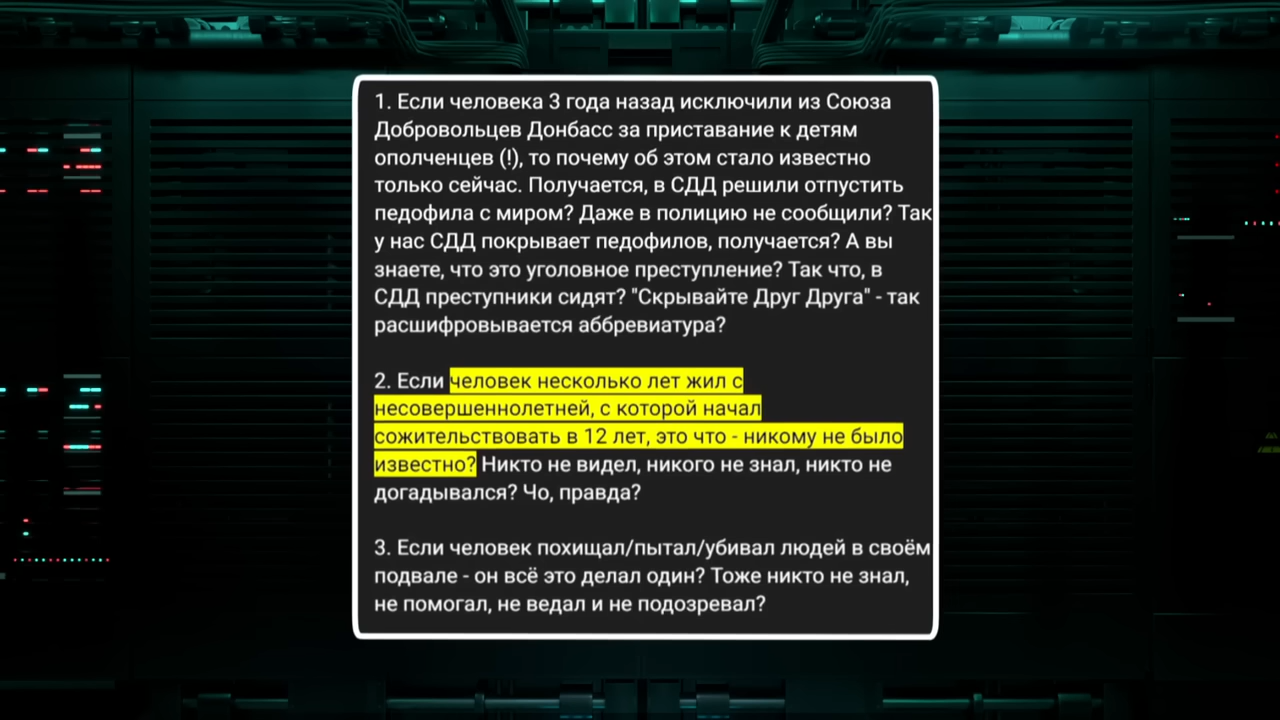 1. Если человека 3 года назад исключили из Союза
Добровольцев Донбасс за приставание к детям
ополченцев (!), то почему об этом стало известно
только сейчас. Получается, в СДД решили отпустить
педофила с миром? Даже в полицию не сообщили? Так
у нас СДД покрывает педофилов, получается? А вы
знаете, что это уголовное преступление? Так что, в
СДД преступники сидят? "Скрывайте Друг Друга" - так
расшифровывается аббревиатура?
2. Если человек несколько лет жил с
несовершеннолетней, с которой начал
сожительствовать в 12 лет, это что - никому не было
известно? Никто не видел, никого не знал, никто не
догадывался? Чо, правда?
3. Если человек похищал/пытал/убивал людей в своём
подвале - он всё это делал один? Тоже никто не знал,
не помогал, не ведал и не подозревал?